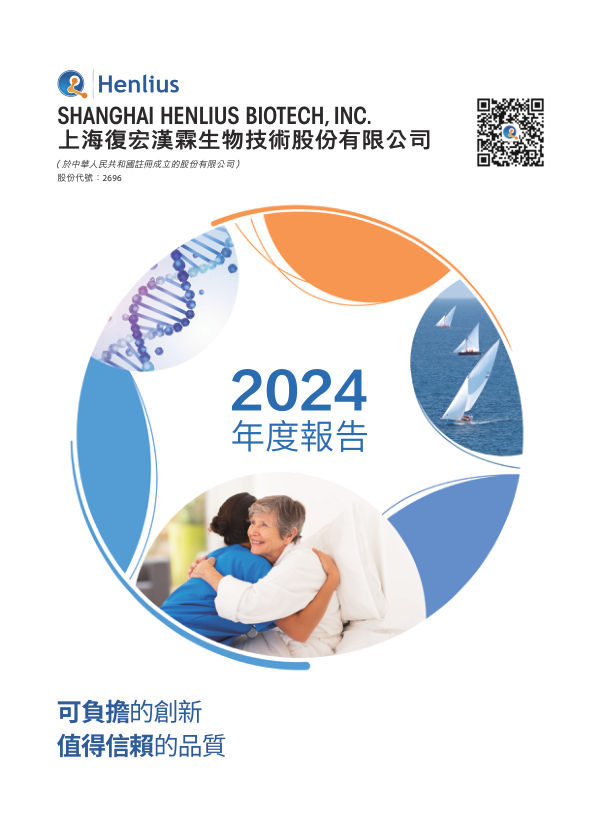 Henlius
SHANGHAI HENLIUS BIOTECH, INC.
上海復宏漢霖生物技術股份有限公司
(於中華人民共和國註冊成立的股份有限公司)
股份代號：2696
2024
年度報告
可負擔的創新
值得信賴的品質